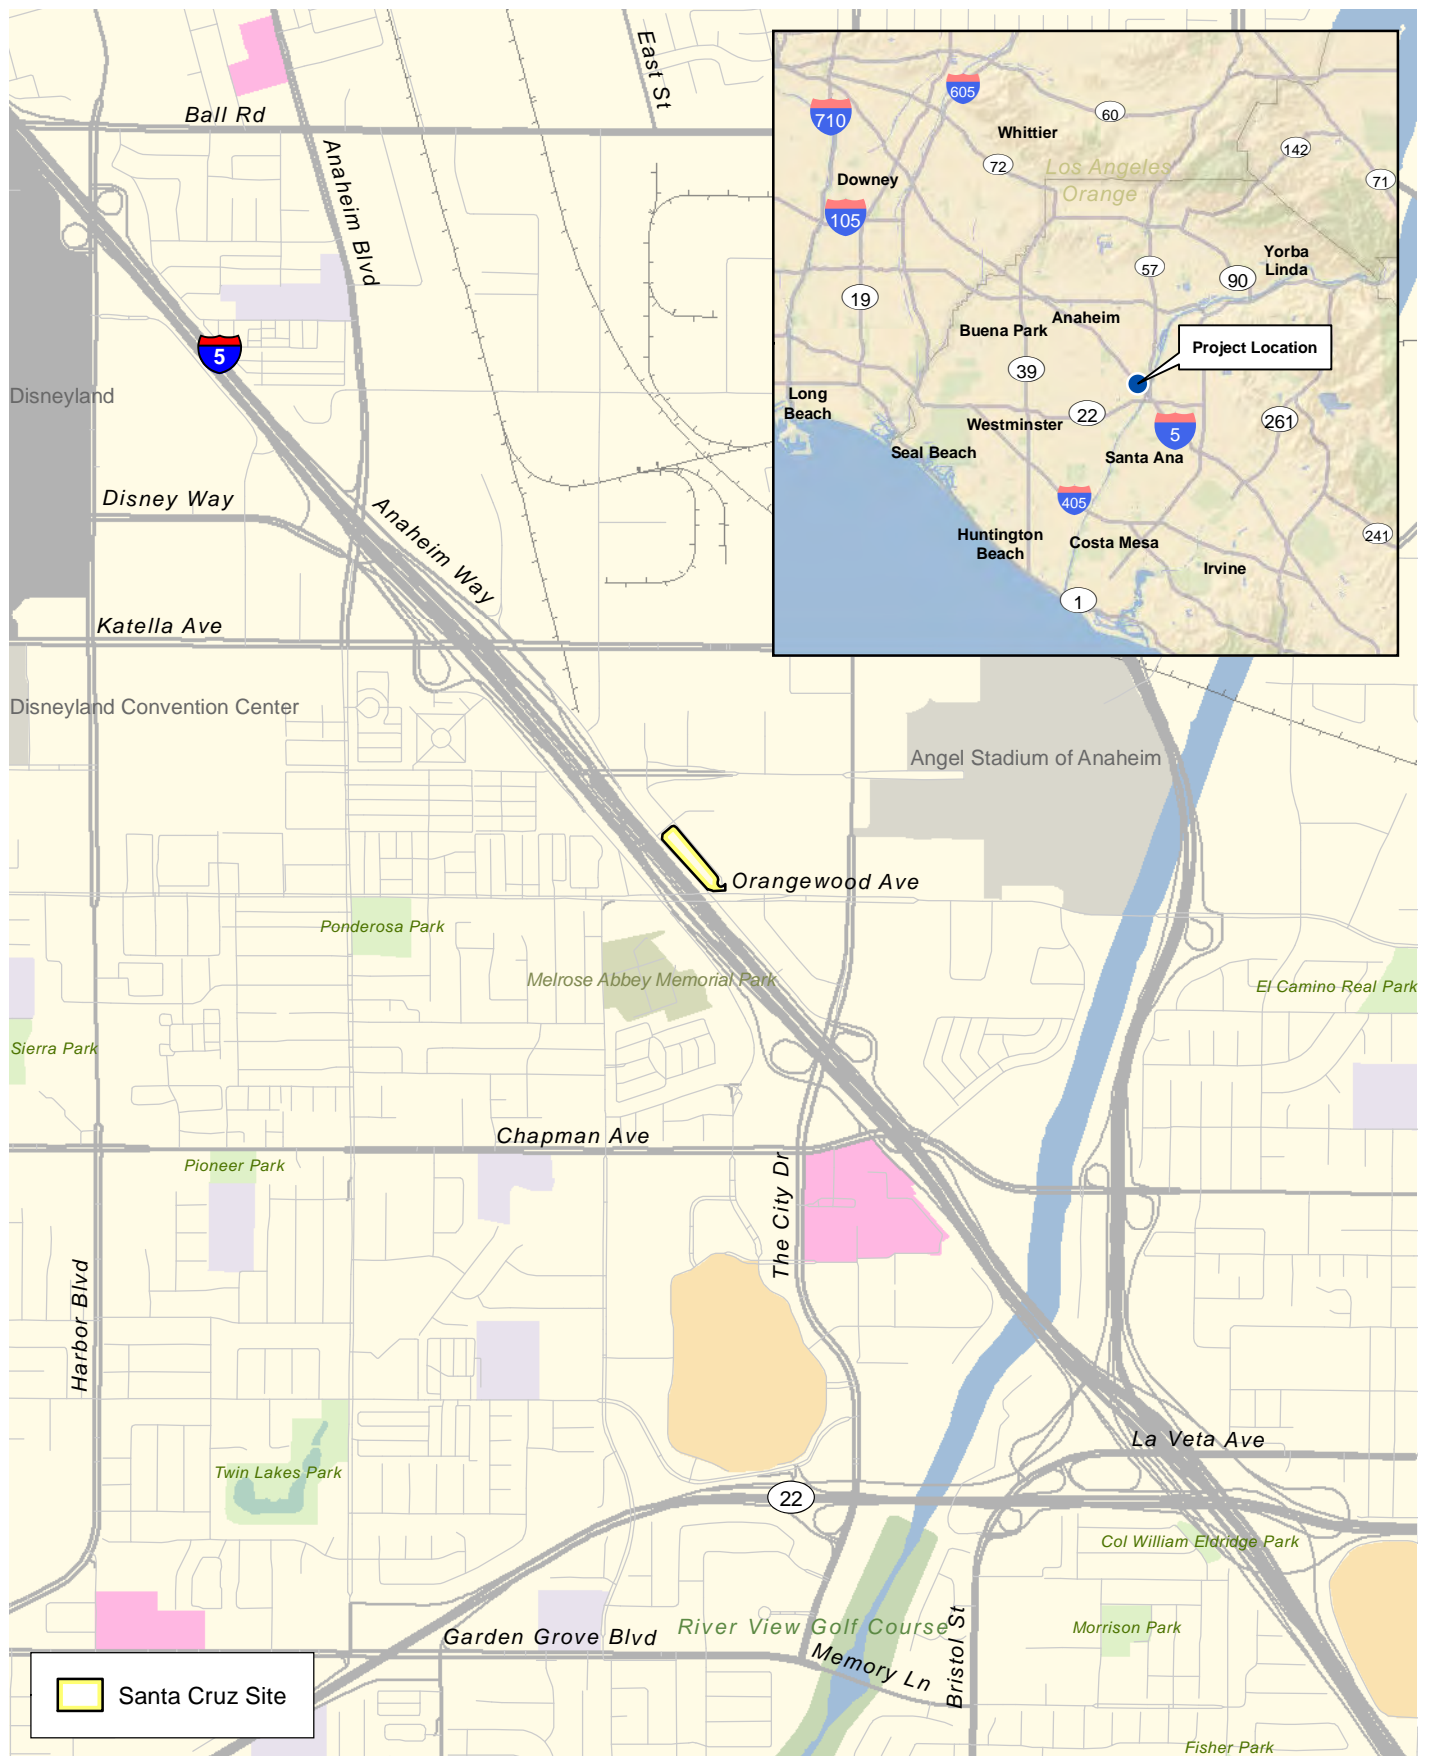 East St
Ball Rd
Anaheim Blvd
5
Disneyland
Disney Way
Anaheim Way
Katella Ave
Disneyland Convention Center
605
710
60
Whittier
142
72
Los Angeles
Orange
Downey
71
105
Yorba
Linda
57
90
19
Anaheim
Buena Park
Project Location
39
Long
Beach
22
261
Westminster
5
Seal Beach
Santa Ana
405
Huntington
Beach
241
Costa Mesa
Irvine
1
Angel Stadium of Anaheim
Orangewood Ave
Ponderosa Park
Melrose Abbey Memorial Park
El Camino Real Park
Sierra Park
Chapman Ave
Pioneer Park
The City Dr
Harbor Blvd
La Veta Ave
Twin Lakes Park
22
Col William Eldridge Park
River View Golf Course
Morrison Park
Garden Grove Blvd
Memory Ln
Bristol St
Santa Cruz Site
Fisher Park